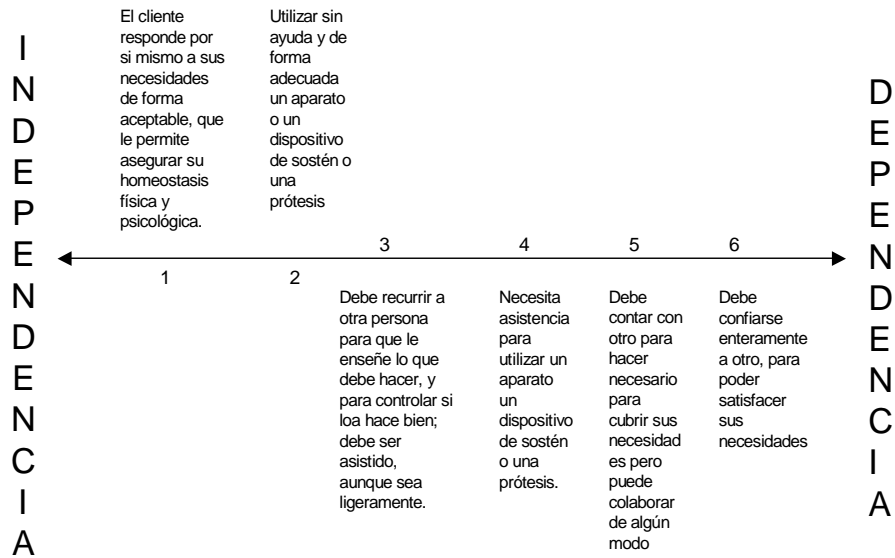 INDEPENDENCIA
El cliente
responde por
si mismo a sus
necesidades
de forma
aceptable, que
le permite
asegurar su
homeostasis
física y
psicológica.
Utilizar sin
ayuda y de
forma
adecuada
un aparato
o un
dispositivo
de sostén o
una
prótesis
1
2
3
Debe recurrir a
otra persona
para que le
enseñe lo que
debe hacer, y
para controlar si
loa hace bien;
debe ser
asistido,
aunque sea
ligeramente.
4
Necesita
asistencia
para
utilizar un
aparato
un
dispositivo
de sostén
o una
prótesis.
5
Debe
contar con
otro para
hacer
necesario
para
cubrir sus
necesidad
es pero
puede
colaborar
de algún
modo
6
Debe
confiarse
enteramente
a otro, para
poder
satisfacer
sus
necesidades
DEPENDENCIA